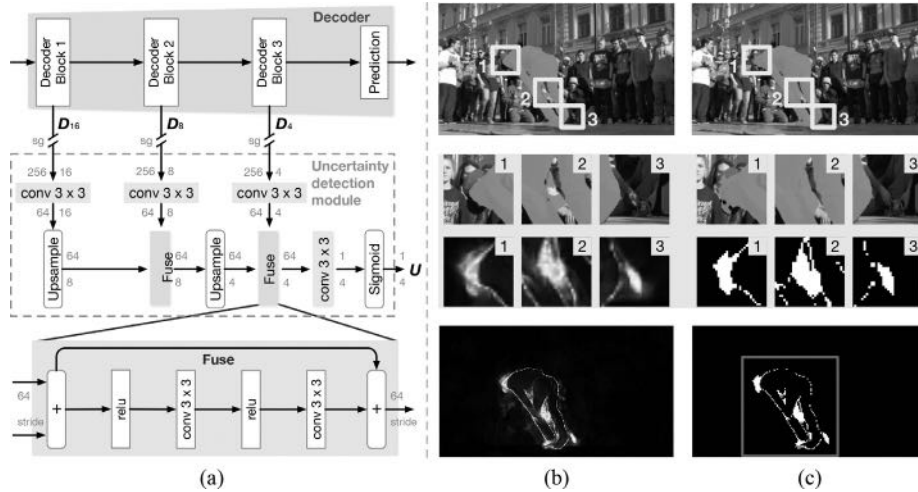 Decoder
Decoder Block 1
Decoder Block 2
Decoder Block 3
Prediction
D16
D8
D4
sg
sg
sg
Uncertainty detection module
256 16
256 8
256 4
conv 3 x 3
conv 3 x 3
conv 3 x 3
64 16
64 8
64 4
Upsample
64
8
Fuse
64
8
Upsample
64
4
Fuse
64
4
conv 3 x 3
1
4
Sigmoid
1
4
U
Fuse
64
stride
+
relu
conv 3 x 3
relu
conv 3 x 3
+
64
stride
(a)
1
2
3
1 2 3
1 2 3
(b)
1
2
3
1 2 3
1 2 3
(c)